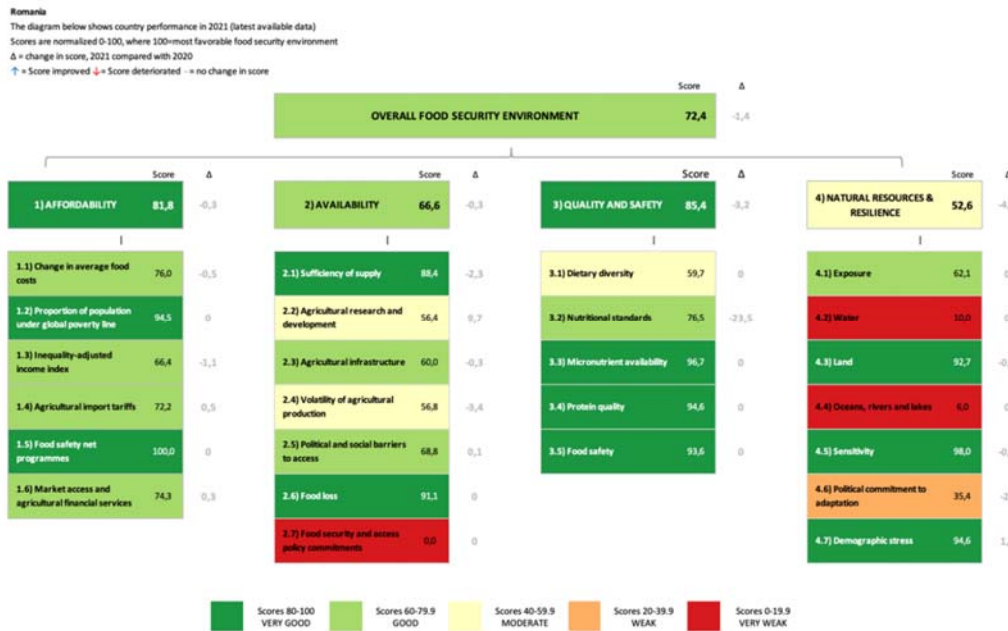 Romania
The diagram below shows country performance in 2021 (latest available data)
Scores are normalized 0-100, where 100=most favorable food security environment
Δ = change in score, 2021 compared with 2020
↑ = Score improved ↓= Score deteriorated - = no change in score
Score Δ
OVERALL FOOD SECURITY ENVIRONMENT 72,4 -1,4
Score Δ
1) AFFORDABILITY 81,8 -0,3
1.1) Change in average food
costs 76,0 -0,5
1.2) Proportion of population
under global poverty line 94,5 0
1.3) Inequality-adjusted
income index 66,4 -1,1
1.4) Agricultural import tariffs 72,2 0,5
1.5) Food safety net
programmes 100,0 0
1.6) Market access and
agricultural financial services 74,3 0,3
Score Δ
2) AVAILABILITY 66,6 -0,3
2.1) Sufficiency of supply 88,4 -2,3
2.2) Agricultural research and
development 56,4 9,7
2.3) Agricultural infrastructure 60,0 -0,3
2.4) Volatility of agricultural
production 56,8 -3,4
2.5) Political and social barriers
to access 68,8 0,1
2.6) Food loss 91,1 0
2.7) Food security and access
policy commitments 0,0 0
Score Δ
3) QUALITY AND SAFETY 85,4 -3,2
3.1) Dietary diversity 59,7 0
3.2) Nutritional standards 76,5 -23,5
3.3) Micronutrient availability 96,7 0
3.4) Protein quality 94,6 0
3.5) Food safety 93,6 0
Score
4) NATURAL RESOURCES &
RESILIENCE 52,6
4.1) Exposure 62,1
4.2) Water 10,0
4.3) Land 92,7
4.4) Oceans, rivers and lakes 6,0
4.5) Sensitivity 98,0
4.6) Political commitment to
adaptation 35,4
4.7) Demographic stress 94,6
Scores 80-100
VERY GOOD
Scores 60-79.9
GOOD
Scores 40-59.9
MODERATE
Scores 20-39.9
WEAK
Scores 0-19.9
VERY WEAK